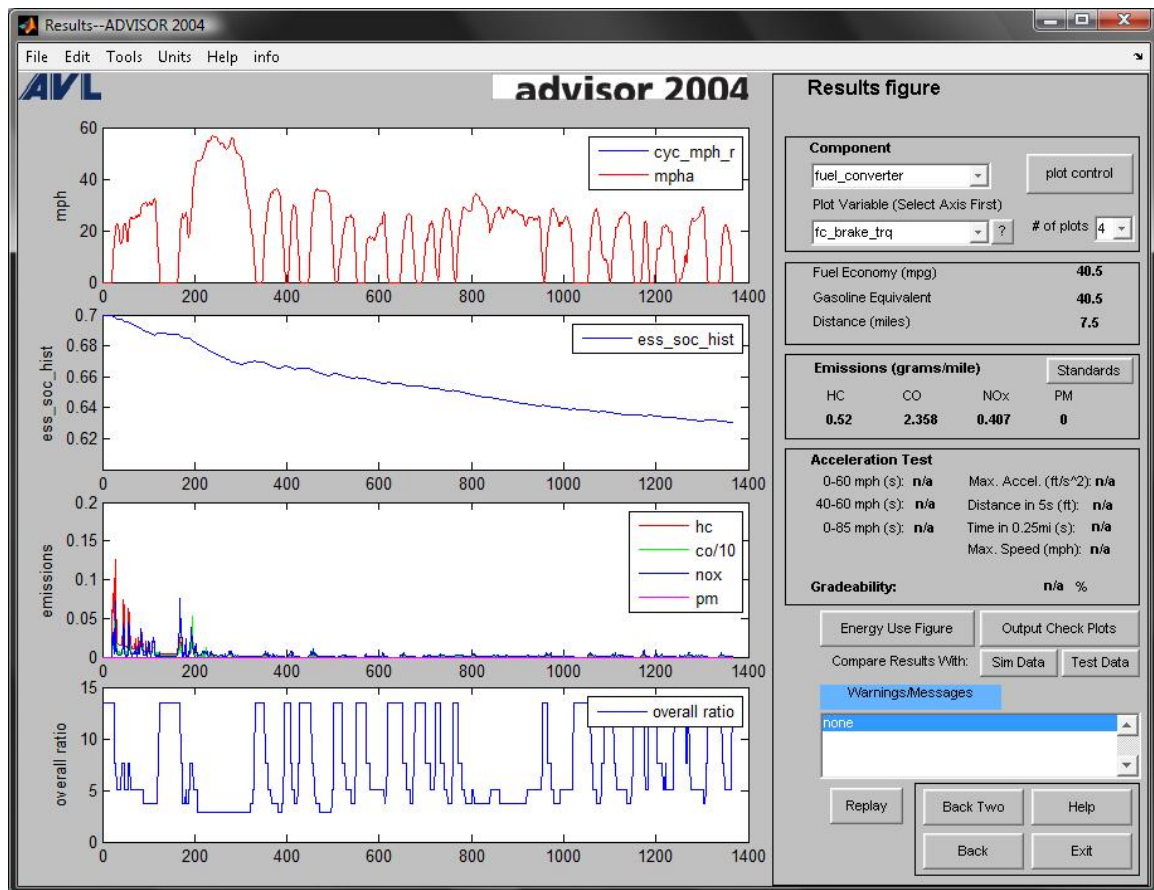 Results--ADVISOR 2004
File Edit Tools Units Help info
AVL
advisor 2004
60
40
20
0
mph
cyc_mph_r
mpha
0 200 400 600 800 1000 1200 1400
0.7
0.68
0.66
0.64
0.62
ess_soc_hist
ess_soc_hist
0 200 400 600 800 1000 1200 1400
0.2
0.15
0.1
0.05
0
emissions
hc
co/10
nox
pm
0 200 400 600 800 1000 1200 1400
15
10
5
0
overall ratio
overall ratio
0 200 400 600 800 1000 1200 1400
Results figure
Component
fuel_converter
plot control
Plot Variable (Select Axis First)
fc_brake_trq
?
# of plots 4
Fuel Economy (mpg) 40.5
Gasoline Equivalent 40.5
Distance (miles) 7.5
Emissions (grams/mile) Standards
HC CO NOx PM
0.52 2.358 0.407 0
Acceleration Test
0-60 mph (s): n/a Max. Accel. (ft/s^2): n/a
40-60 mph (s): n/a Distance in 5s (ft): n/a
0-85 mph (s): n/a Time in 0.25mi (s): n/a
Max. Speed (mph): n/a
Gradeability: n/a %
Energy Use Figure Output Check Plots
Compare Results With: Sim Data Test Data
Warnings/Messages
none
Replay Back Two Help
Back Exit